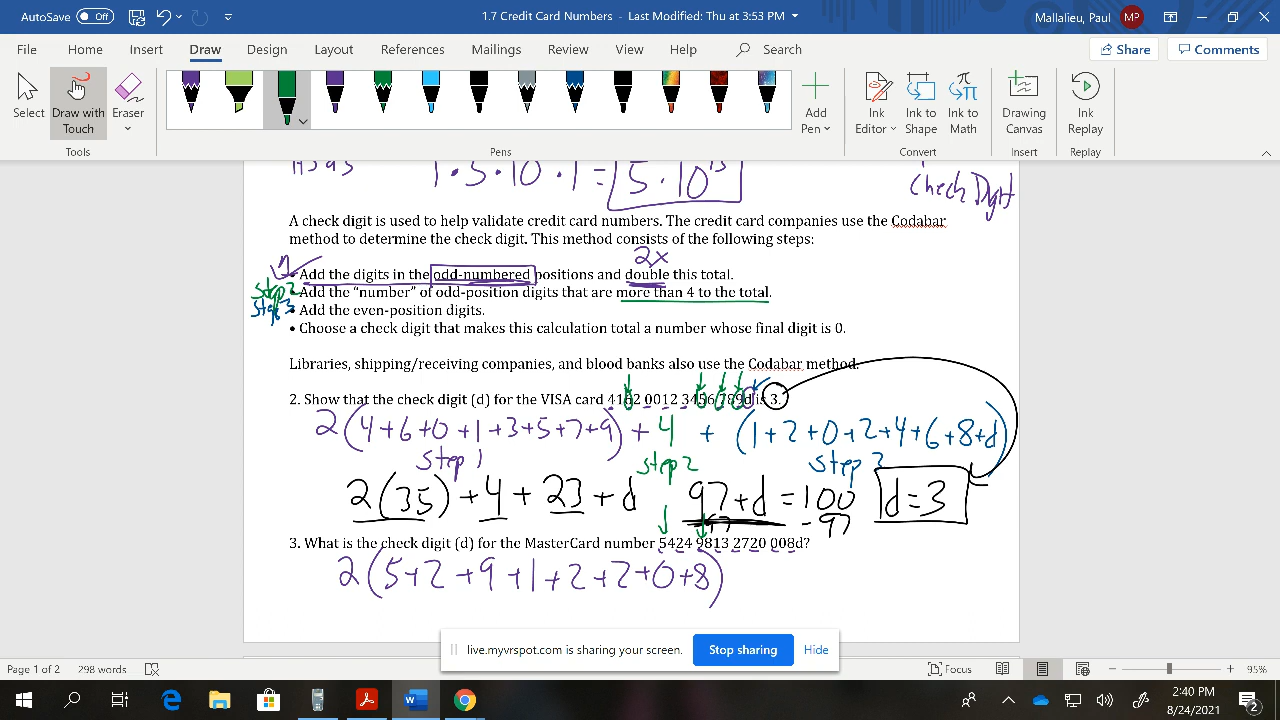 AutoSave Off 1.7 Credit Card Numbers - Last Modified: Thu at 3:53 PM Mallalieu, Paul MP
File Home Insert Draw Design Layout References Mailings Review View Help Search Share Comments
Select Draw with Touch Eraser Add Pen Ink Editor Ink to Shape Ink to Math Drawing Canvas Ink Replay
Tools Pens Convert Insert Replay
1 · 5 · 10 · 1 = 5 · 10
Check Digit
A check digit is used to help validate credit card numbers. The credit card companies use the Codabar
method to determine the check digit. This method consists of the following steps:
2x
• Add the digits in the odd-numbered positions and double this total.
Step 2 • Add the "number" of odd-position digits that are more than 4 to the total.
Step 3 • Add the even-position digits.
• Choose a check digit that makes this calculation total a number whose final digit is 0.
Libraries, shipping/receiving companies, and blood banks also use the Codabar method.
2. Show that the check digit (d) for the VISA card 4162 0012 3456 789d is 3.
2(4+6+0+1+3+5+7+9) + 4 + (1+2+0+2+4+6+8+d)
Step 1 Step 2 Step 3
2(35) + 4 + 23 + d 97+d = 100 d=3
-97 -97
3. What is the check digit (d) for the MasterCard number 5424 9813 2720 008d?
2(5+2+9+1+2+2+0+8)
live.myvrspot.com is sharing your screen. Stop sharing Hide
Page 1 of 2 298 words Focus 95%
2:40 PM
8/24/2021
2